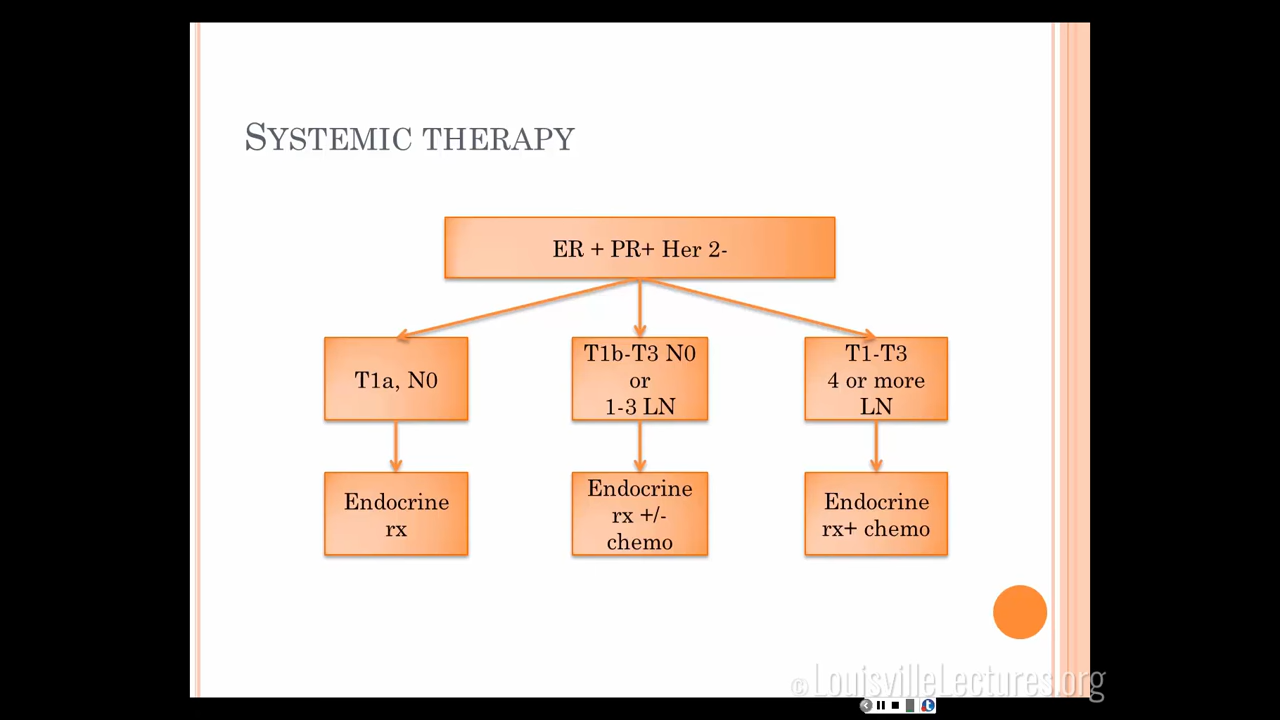 SYSTEMIC THERAPY
ER + PR+ Her 2-
T1a, N0
T1b-T3 N0
or
1-3 LN
T1-T3
4 or more
LN
Endocrine
rx
Endocrine
rx +/-
chemo
Endocrine
rx+ chemo
© LouisvilleLectures.org